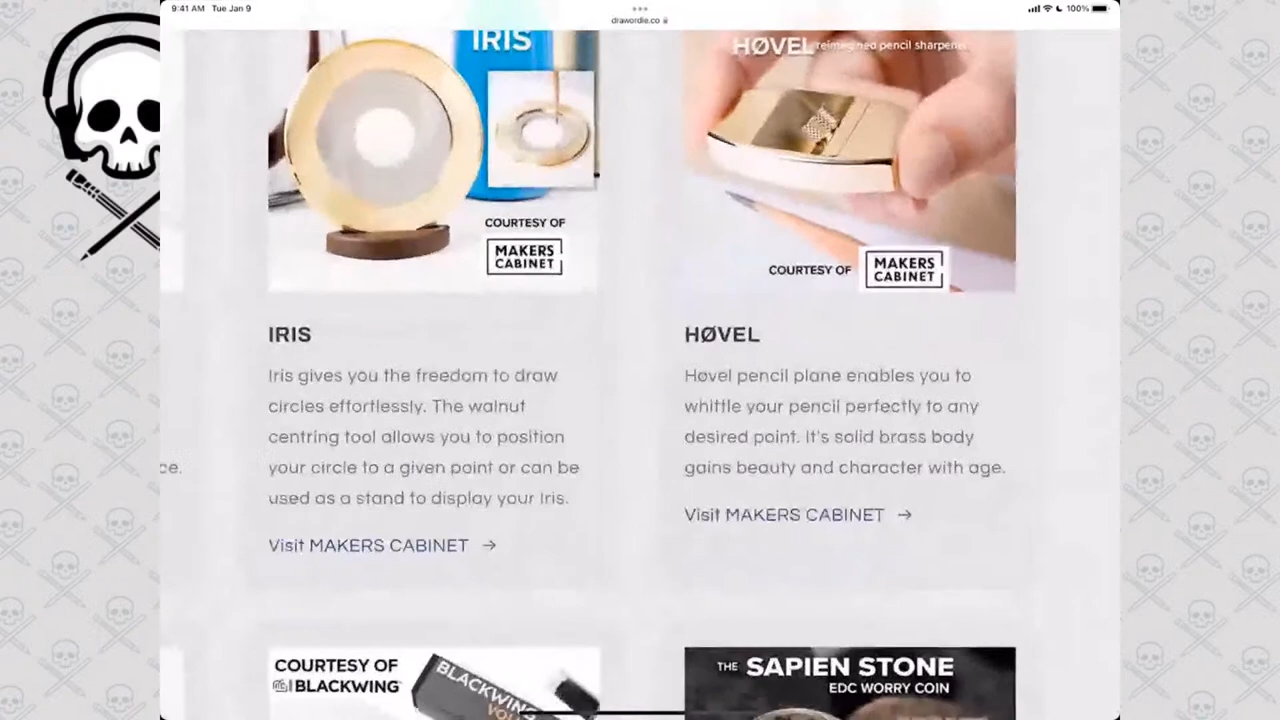 9:41 AM Tue Jan 9
100%
drawordie.co
IRIS
COURTESY OF
MAKERS
CABINET
HØVEL reimagined pencil sharpener
COURTESY OF
MAKERS
CABINET
ce.
IRIS
Iris gives you the freedom to draw
circles effortlessly. The walnut
centring tool allows you to position
your circle to a given point or can be
used as a stand to display your Iris.
Visit MAKERS CABINET →
HØVEL
Høvel pencil plane enables you to
whittle your pencil perfectly to any
desired point. It's solid brass body
gains beauty and character with age.
Visit MAKERS CABINET →
COURTESY OF
BLACKWING
BLACKWING
VOL
THE SAPIEN STONE
EDC WORRY COIN